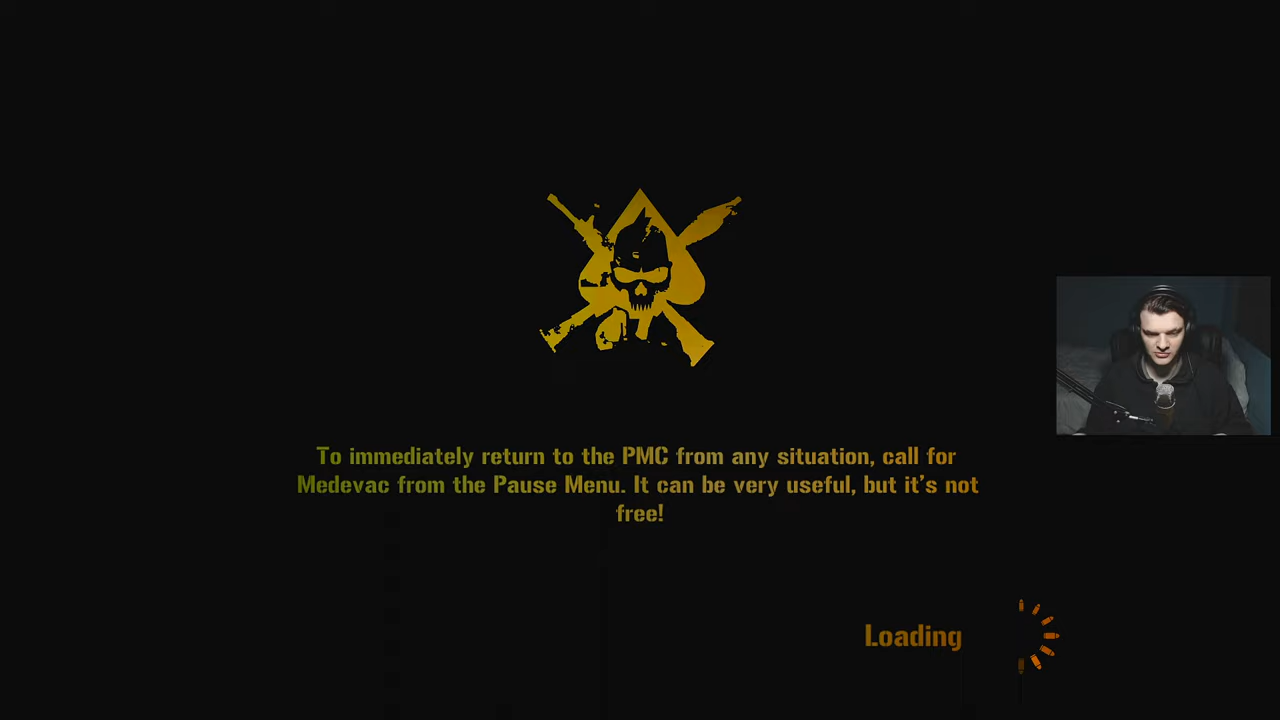 To immediately return to the PMC from any situation, call for
Medevac from the Pause Menu. It can be very useful, but it's not
free!
Loading